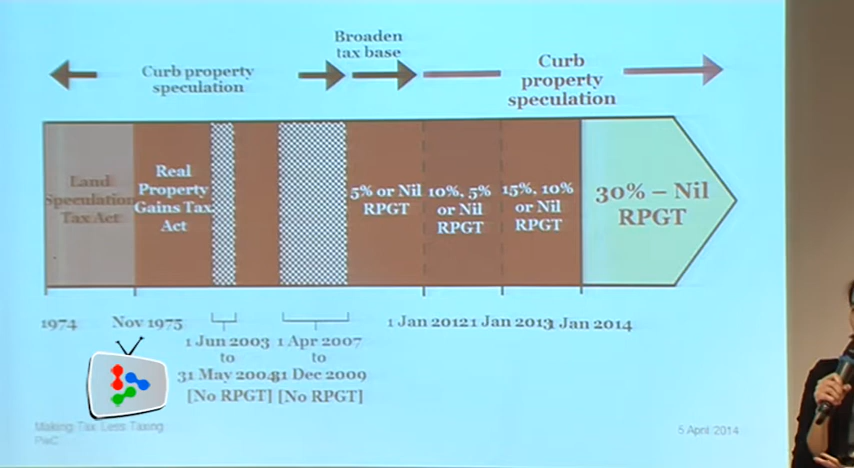 Broaden
tax base
Curb property
speculation
Curb
property
speculation
Land
Speculation
Tax Act
Real
Property
Gains Tax
Act
5% or Nil
RPGT
10%, 5%
or Nil
RPGT
15%, 10%
or Nil
RPGT
30% – Nil
RPGT
1974
Nov 1975
1 Jan 2012
1 Jan 2013
1 Jan 2014
1 Jun 2003
to
31 May 2004
[No RPGT]
1 Apr 2007
to
31 Dec 2009
[No RPGT]
Making Tax Less Taxing
PwC
5 April 2014